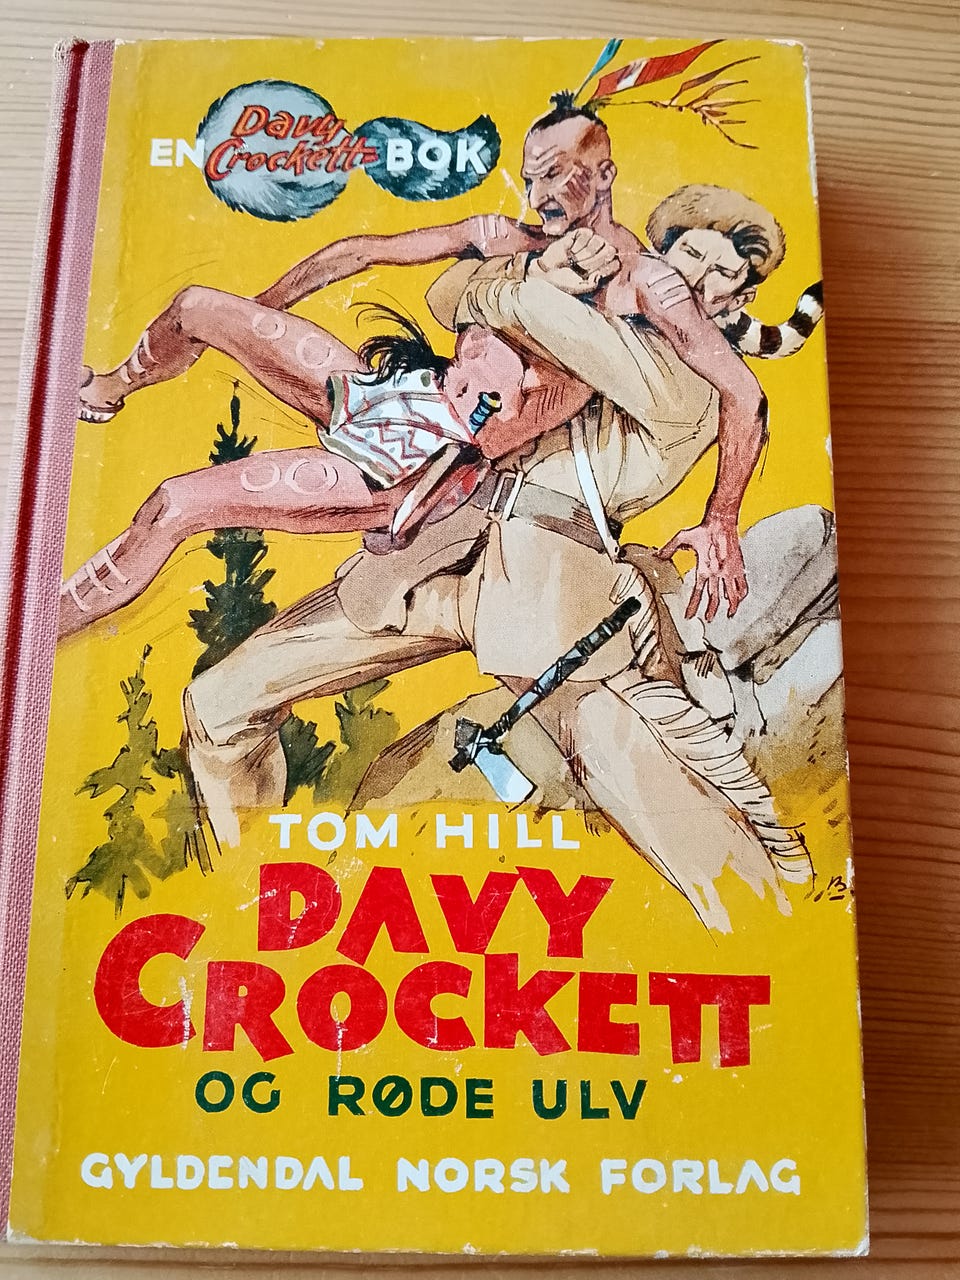 EN Davy Crockett= BOK
TOM HILL
DAVY
CROCKETT
OG RØDE ULV
GYLDENDAL NORSK FORLAG